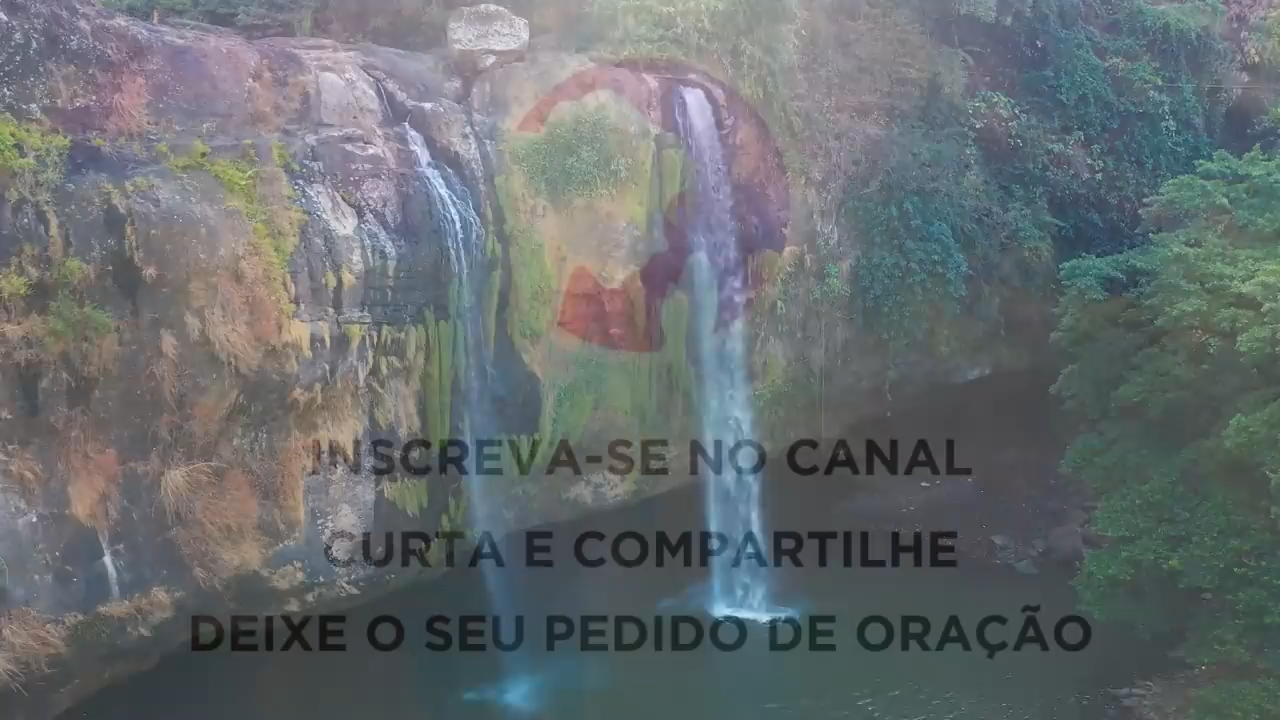 INSCREVA-SE NO CANAL
CURTA E COMPARTILHE
DEIXE O SEU PEDIDO DE ORAÇÃO